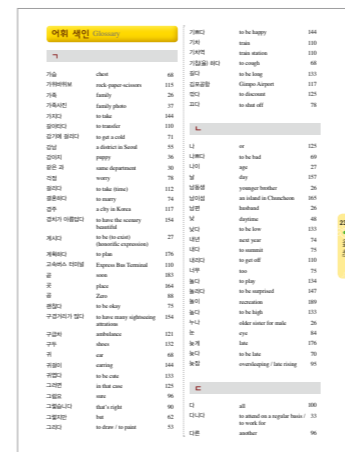 어휘 색인 Glossary
ㄱ
가슴 chest 68
가위바위보 rock-paper-scissors 115
가족 family 26
가족사진 family photo 37
가지다 to take 144
갈아타다 to transfer 110
감기에 걸리다 to get a cold 71
강남 a district in Seoul 55
강아지 puppy 36
같은 과 same department 30
걱정 worry 78
걸리다 to take (time) 112
결혼하다 to marry 74
경주 a city in Korea 117
경치가 아름답다 to have the scenery 154
beautiful
계시다 to be (to exist) 27
(honorific expression)
계획하다 to plan 176
고속버스 터미널 Express Bus Terminal 110
곧 soon 183
곳 place 164
공 Zero 88
괜찮다 to be okay 75
구경거리가 많다 to have many sightseeing 154
attrations
구급차 ambulance 121
구두 shoes 132
귀 ear 68
귀걸이 earring 144
귀엽다 to be cute 133
그러면 in that case 125
그럼요 sure 96
그렇습니다 that's right 90
그렇지만 but 62
그리다 to draw / to paint 53
기쁘다 to be happy 144
기차 train 110
기차역 train station 110
기침(을) 하다 to cough 68
길다 to be long 133
김포공항 Gimpo Airport 117
깎다 to discount 125
끄다 to shut off 78
ㄴ
나 or 125
나쁘다 to be bad 69
나이 age 27
날 day 157
남동생 younger brother 26
남이섬 an island in Chuncheon 165
남편 husband 26
낮 daytime 48
낮다 to be low 133
내년 next year 74
내다 to summit 75
내리다 to get off 110
너무 too 75
놀다 to play 134
놀라다 to be surprised 147
놀이 recreation 189
높다 to be high 133
누나 older sister for male 26
눈 eye 84
늦게 late 176
늦다 to be late 70
늦잠 oversleeping / late rising 95
ㄷ
다 all 100
다니다 to attend on a regular basis / 33
to work for
다른 another 96